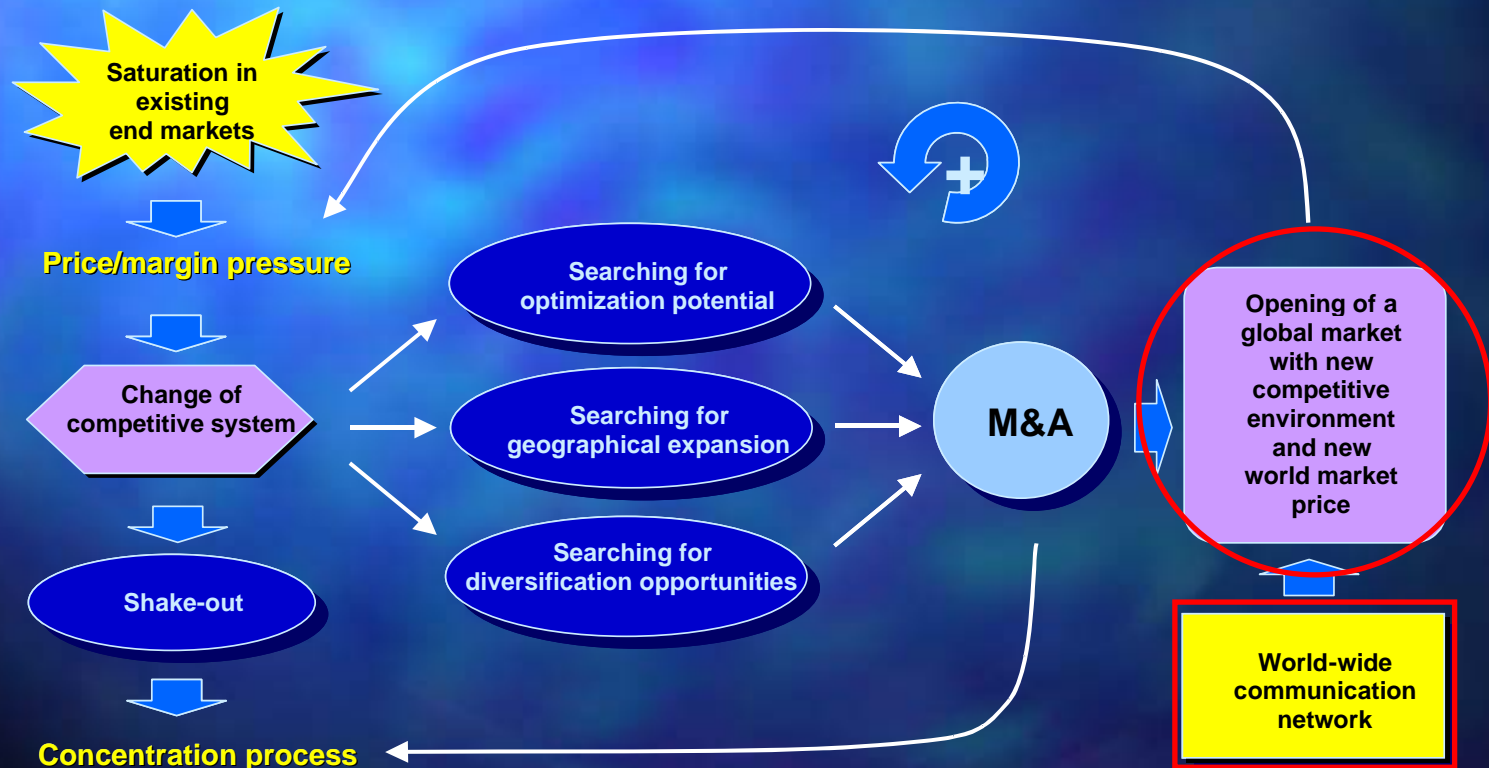 Saturation in
existing
end markets
Price/margin pressure
Change of
competitive system
Shake-out
Concentration process
Searching for
optimization potential
Searching for
geographical expansion
Searching for
diversification opportunities
+
M&A
Opening of a
global market
with new
competitive
environment
and new
world market
price
World-wide
communication
network